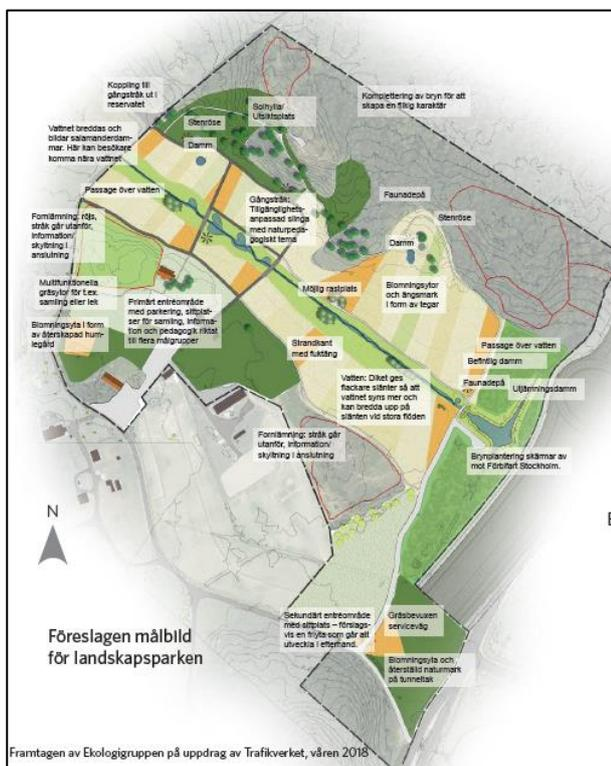 Koppling till
gångstråk ut i
reservatet
Stenröse
Solhylla/
Utsiktsplats
Komplettering av bryn för att
skapa en flikig karaktär
Vattnet breddas och
bildar salamanderdam-
mar. Här kan besökare
komma nära vattnet
Damm
Passage över vatten
Gångstråk:
Tillgänglighets-
anpassad slinga
med naturpeda-
gogiskt tema
Faunadepå
Stenröse
Damm
Fornlämning: röjs,
stråk går utanför,
information/
skyltning i
anslutning
Möjlig rastplats
Blomningsytor
och ängsmark
i form av tegar
Multifunktionella
gräsytor för t.ex.
samling eller lek
Primärt entréområde
med parkering, sittplat-
ser för samling, informa-
tion och pedagogik riktat
till flera målgrupper
Blomningsyta i form
av återskapad hum-
legård
Strandkant
med fuktäng
Passage över vatten
Befintlig damm
Faunadepå
Utjämningsdamm
Vatten: Diket ges
flackare slänter så att
vattnet syns mer och
kan bredda upp på
slänten vid stora flöden
Fornlämning: stråk går
utanför, information/
skyltning i anslutning
Brynplantering skärmar av
mot Förbifart Stockholm.
N
E
Föreslagen målbild
för landskapsparken
Sekundärt entréområde
med sittplats – förslags-
vis en friyta som går att
utveckla i efterhand.
Gräsbevuxen
serviceväg
Blomningsyta och
återställd naturmark
på tunneltak
Framtagen av Ekologigruppen på uppdrag av Trafikverket, våren 2018